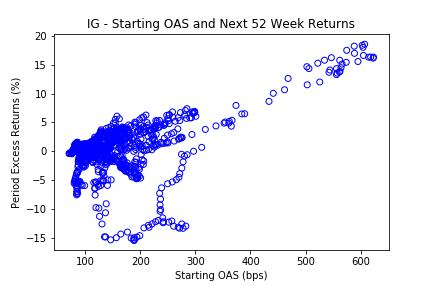 IG - Starting OAS and Next 52 Week Returns
Period Excess Returns (%)
20
15
10
5
0
−5
−10
−15
100 200 300 400 500 600
Starting OAS (bps)